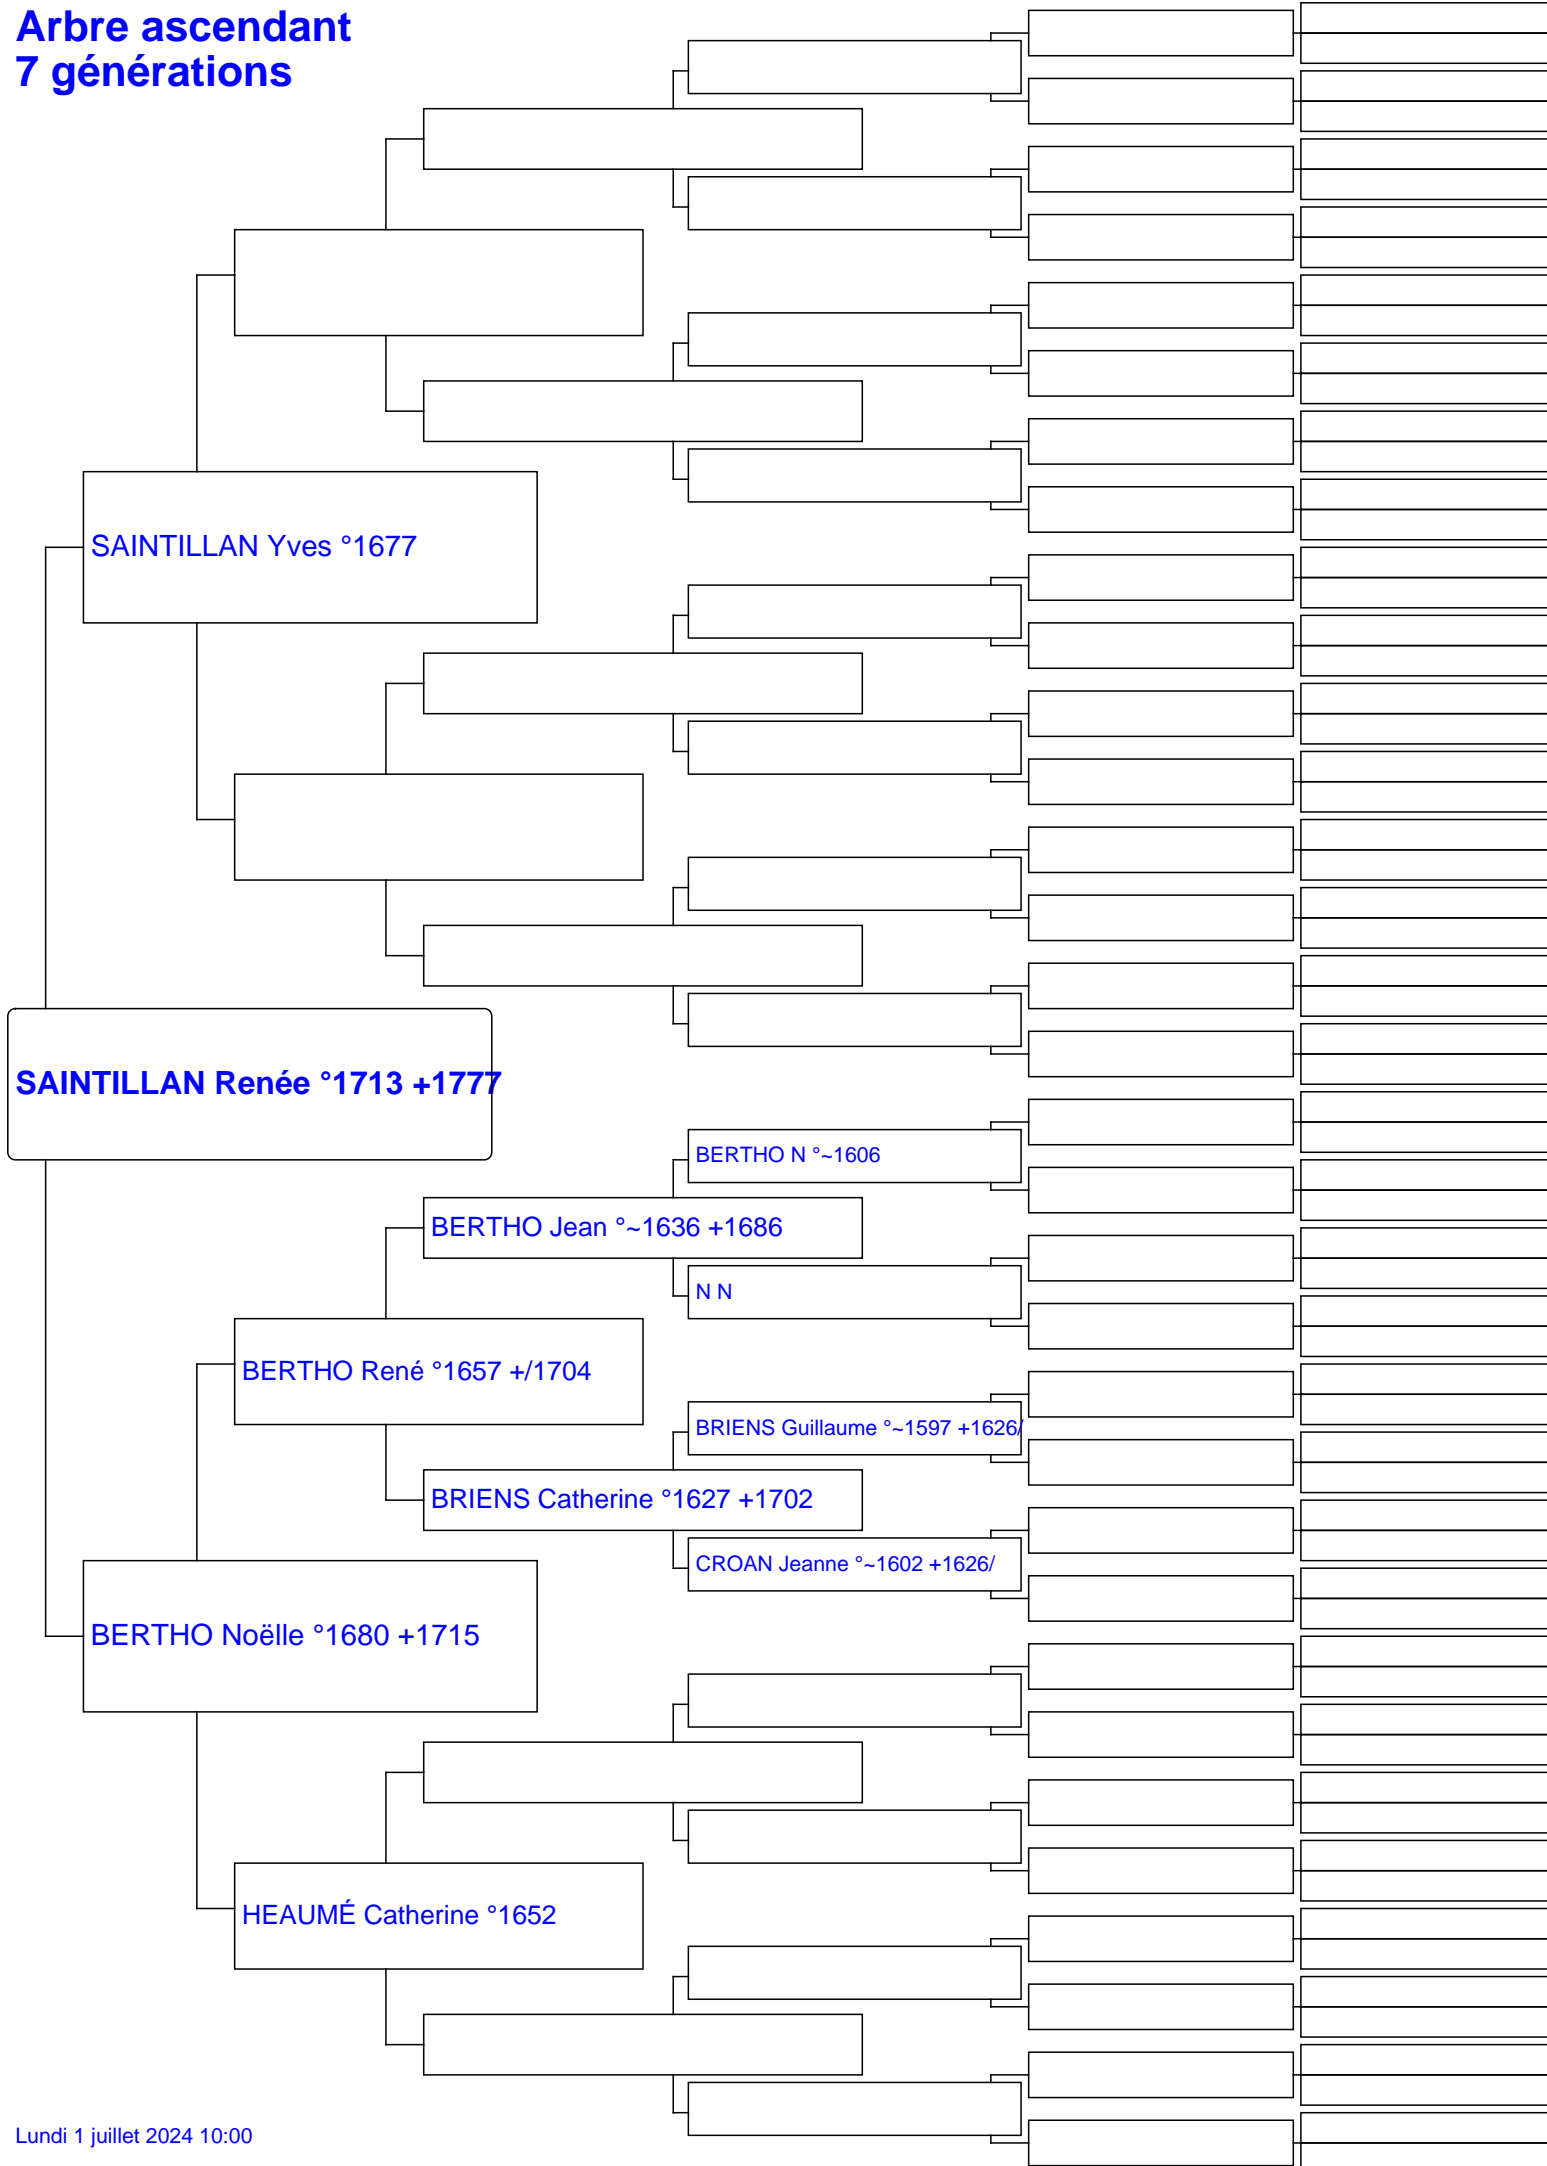 Arbre ascendant
7 générations
SAINTILLAN Yves °1677
SAINTILLAN Renée °1713 +1777
BERTHO N °~1606
BERTHO Jean °~1636 +1686
N N
BERTHO René °1657 +/1704
BRIENS Guillaume °~1597 +1626/
BRIENS Catherine °1627 +1702
CROAN Jeanne °~1602 +1626/
BERTHO Noëlle °1680 +1715
HEAUMÉ Catherine °1652
Lundi 1 juillet 2024 10:00